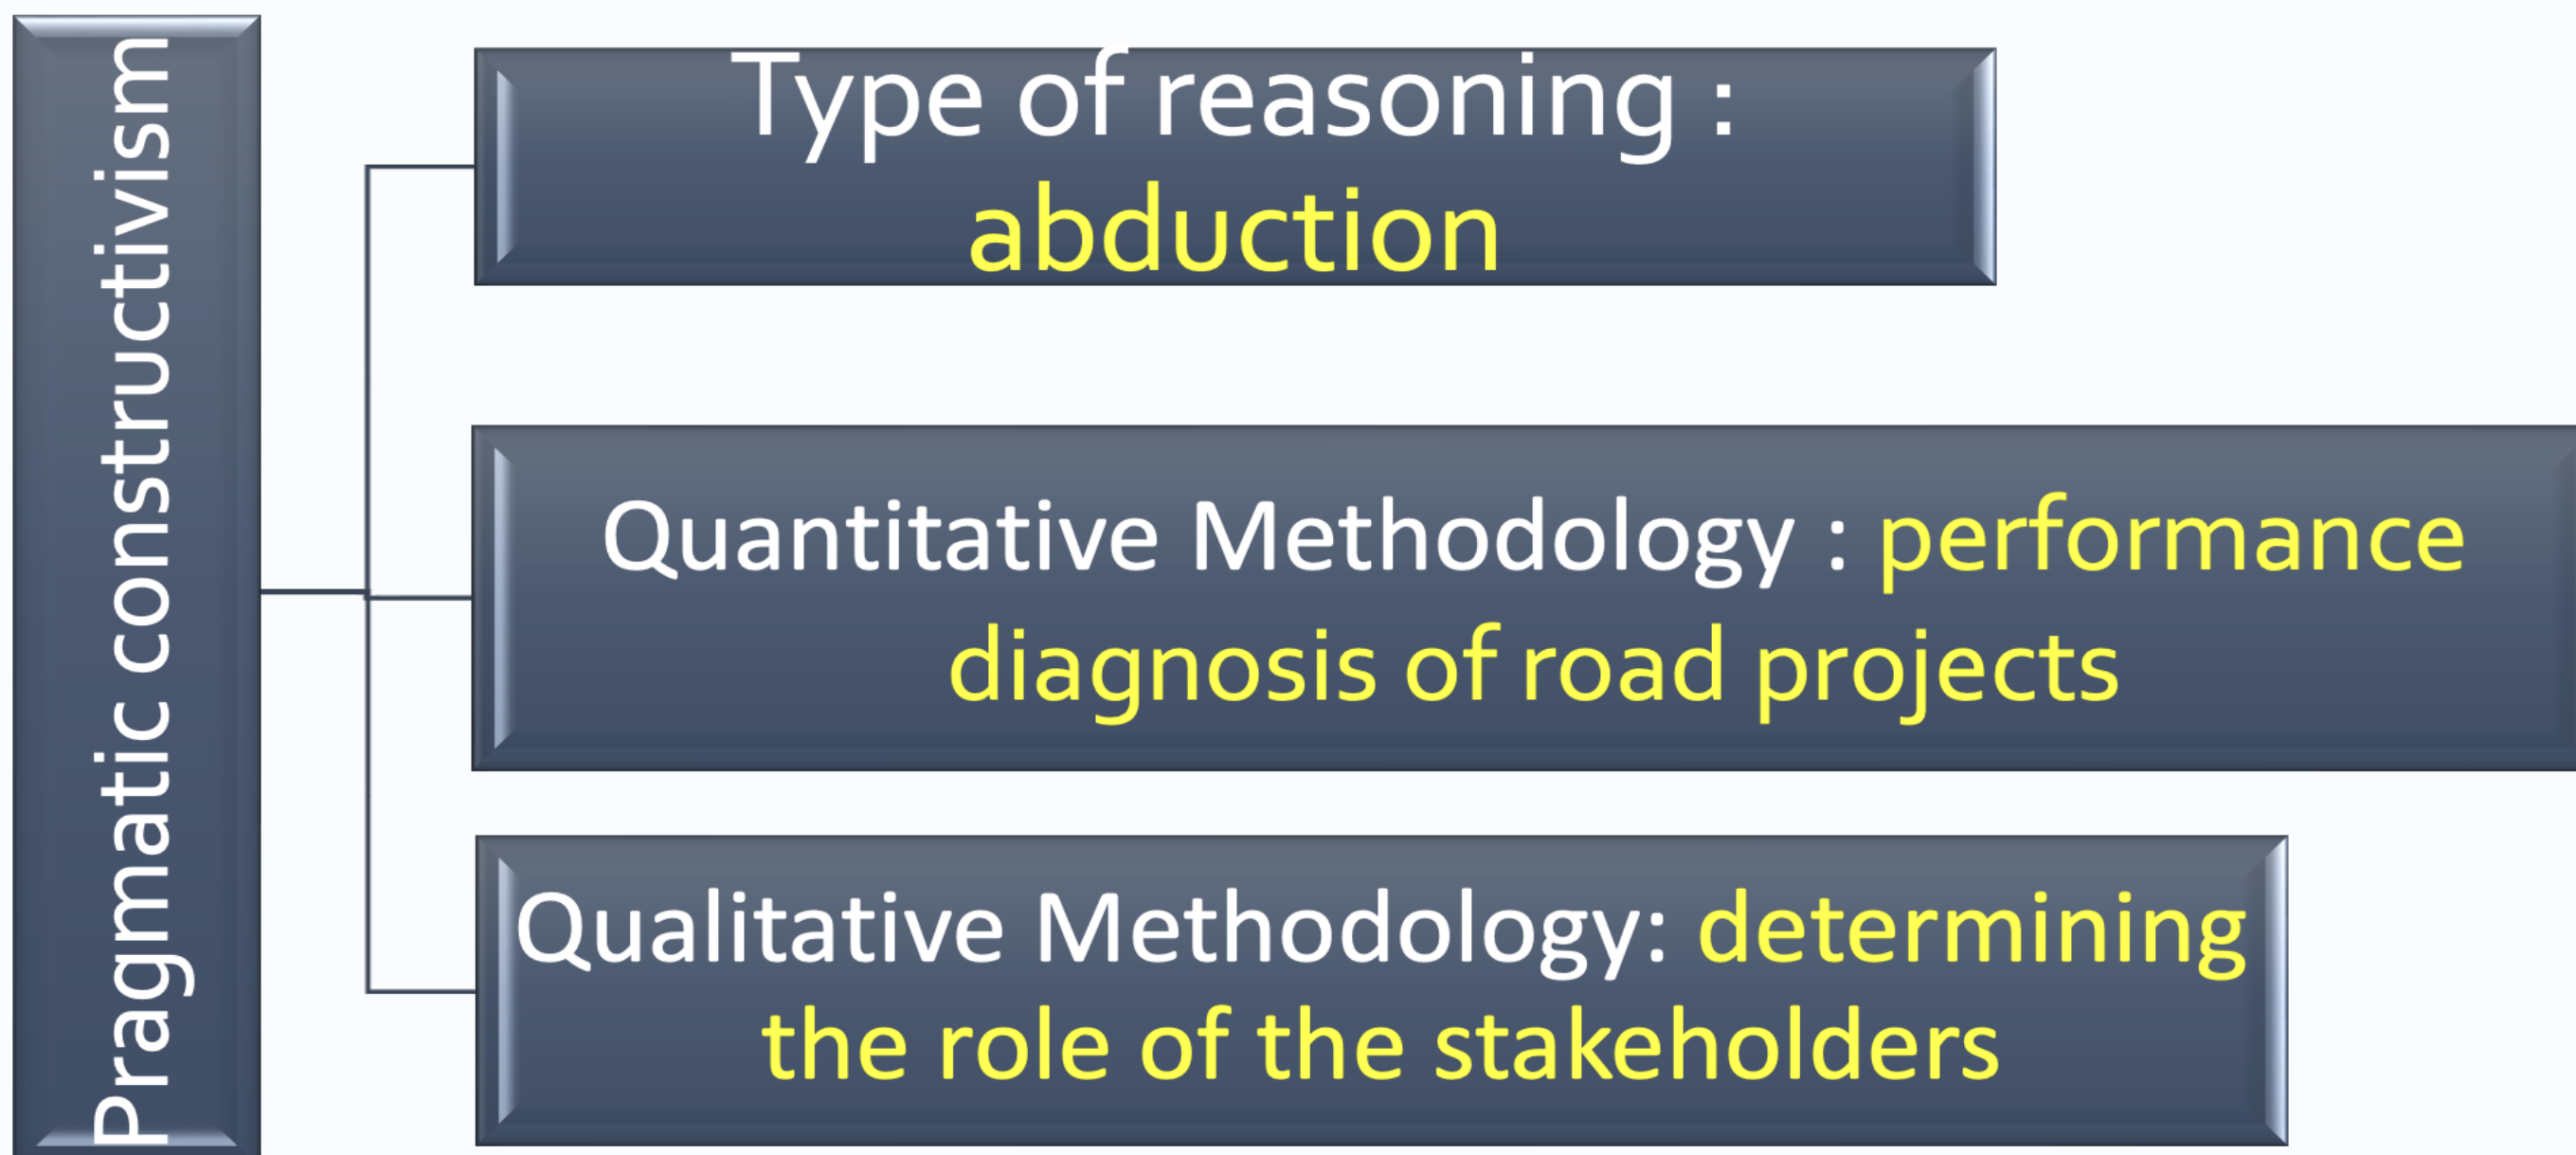 Pragmatic constructivism
Type of reasoning :
abduction
Quantitative Methodology : performance
diagnosis of road projects
Qualitative Methodology: determining
the role of the stakeholders